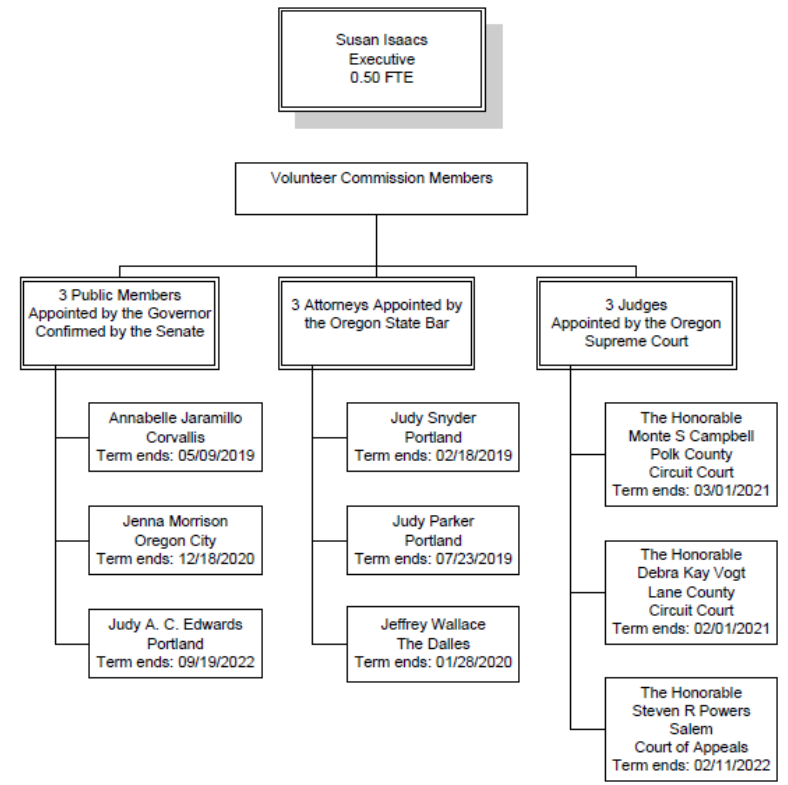 Susan Isaacs
Executive
0.50 FTE
Volunteer Commission Members
3 Public Members
Appointed by the Governor
Confirmed by the Senate
3 Attorneys Appointed by
the Oregon State Bar
3 Judges
Appointed by the Oregon
Supreme Court
Annabelle Jaramillo
Corvallis
Term ends: 05/09/2019
Jenna Morrison
Oregon City
Term ends: 12/18/2020
Judy A. C. Edwards
Portland
Term ends: 09/19/2022
Judy Snyder
Portland
Term ends: 02/18/2019
Judy Parker
Portland
Term ends: 07/23/2019
Jeffrey Wallace
The Dalles
Term ends: 01/28/2020
The Honorable
Monte S Campbell
Polk County
Circuit Court
Term ends: 03/01/2021
The Honorable
Debra Kay Vogt
Lane County
Circuit Court
Term ends: 02/01/2021
The Honorable
Steven R Powers
Salem
Court of Appeals
Term ends: 02/11/2022